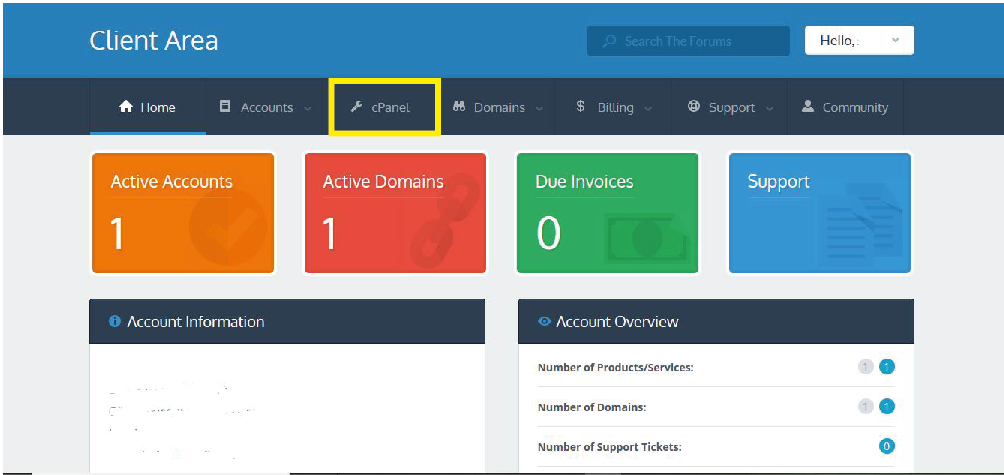 Client Area
Search The Forums
Hello,
Home
Accounts
cPanel
Domains
Billing
Support
Community
Active Accounts
1
Active Domains
1
Due Invoices
0
Support
Account Information
Account Overview
Number of Products/Services: 1 1
Number of Domains: 1 1
Number of Support Tickets: 0